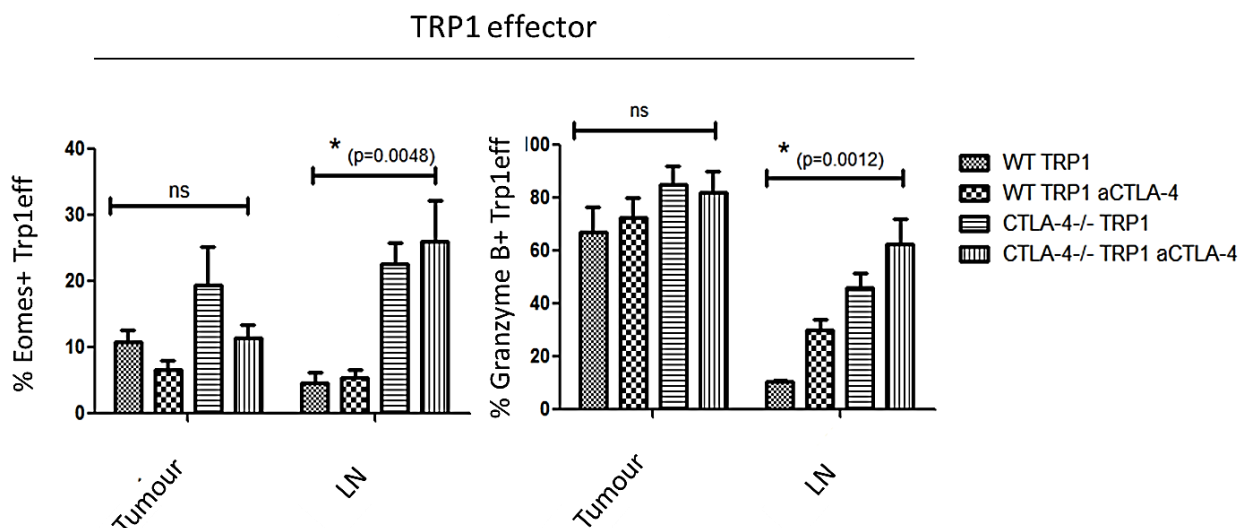 TRP1 effector
% Eomes+ Trp1eff
40
30
20
10
0
ns
* (p=0.0048)
Tumour
LN
% Granzyme B+ Trp1eff
100
80
60
40
20
0
ns
*
(p=0.0012)
Tumour
LN
WT TRP1
WT TRP1 aCTLA-4
CTLA-4-/- TRP1
CTLA-4-/- TRP1 aCTLA-4